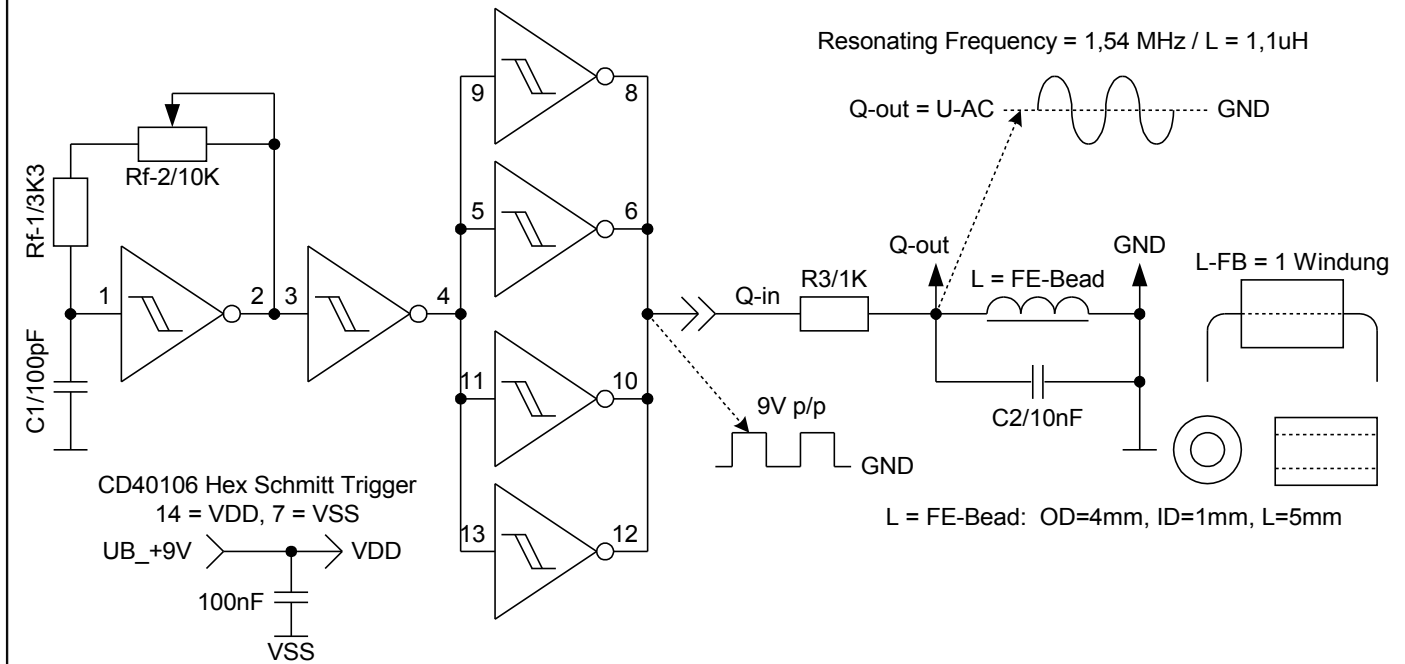 Resonating Frequency = 1,54 MHz / L = 1,1uH
Q-out = U-AC
GND
9
8
Rf-2/10K
Rf-1/3K3
5
6
1
2
3
4
Q-out
GND
L-FB = 1 Windung
L = FE-Bead
Q-in
R3/1K
C1/100pF
11
10
9V p/p
GND
C2/10nF
CD40106 Hex Schmitt Trigger
14 = VDD, 7 = VSS
UB_+9V
VDD
100nF
VSS
13
12
L = FE-Bead: OD=4mm, ID=1mm, L=5mm